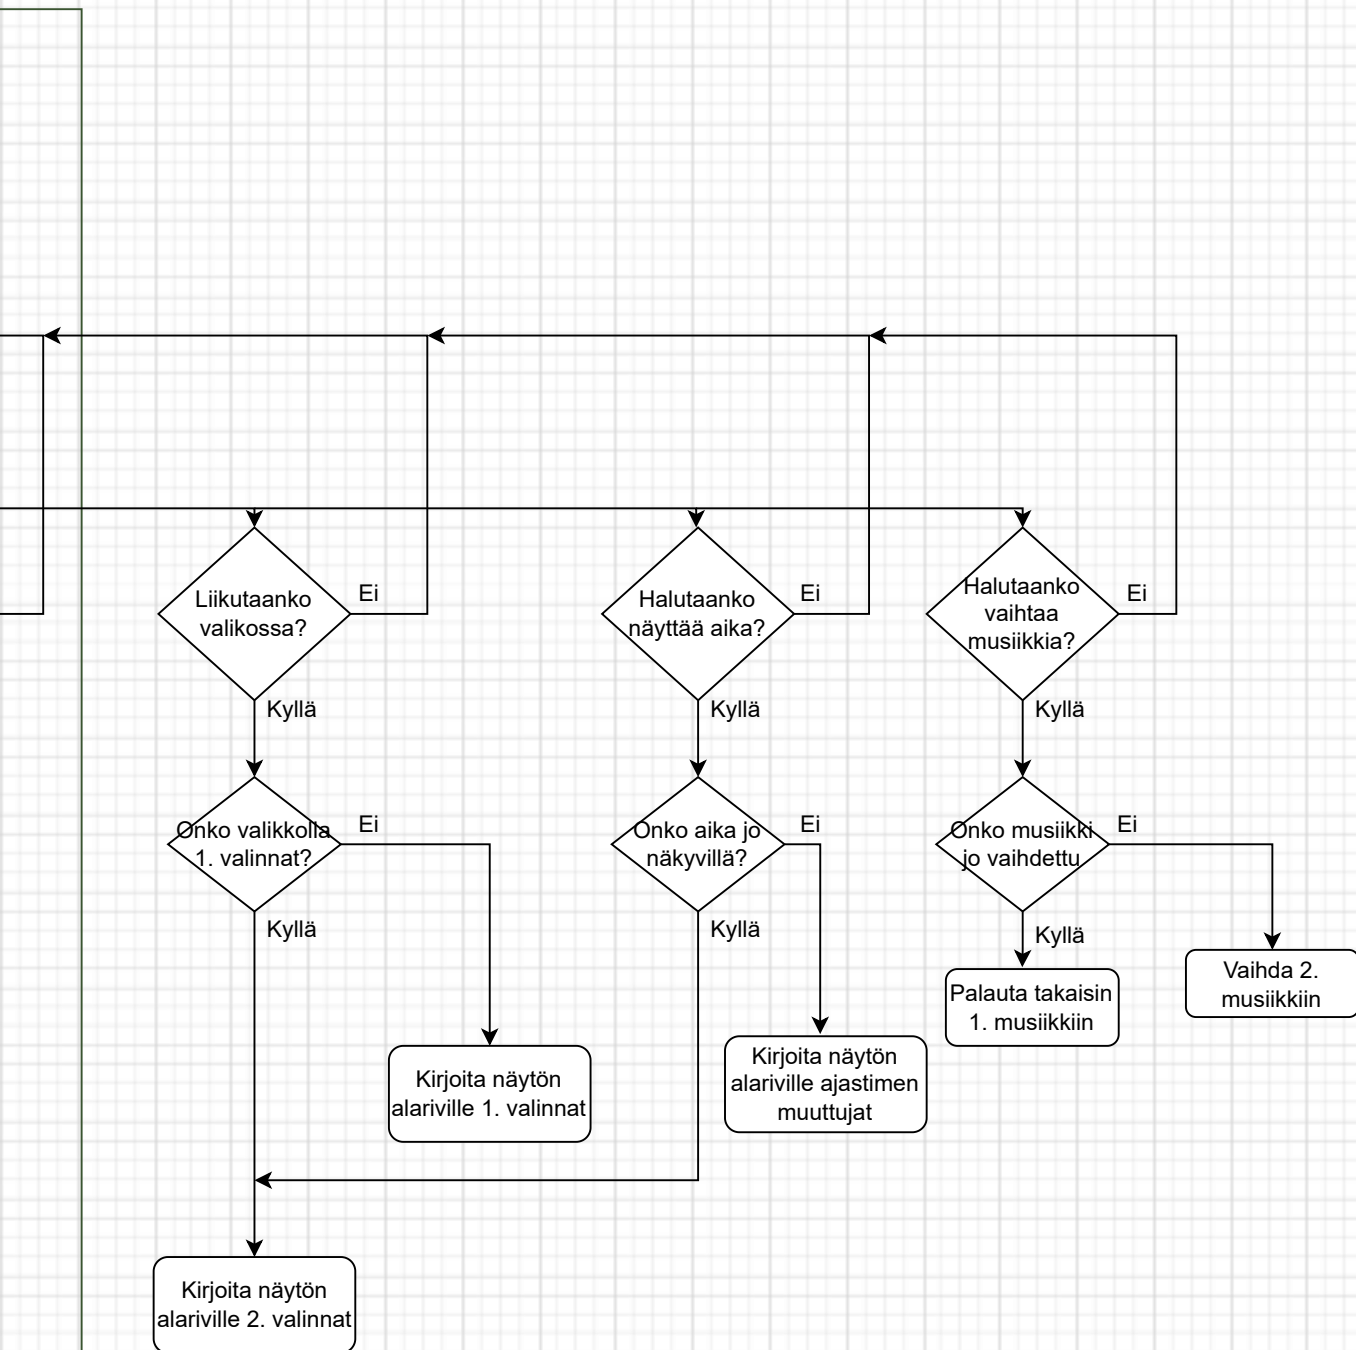 Liikutaanko
valikossa?
Ei
Kyllä
Halutaanko
näyttää aika?
Ei
Kyllä
Halutaanko
vaihtaa
musiikkia?
Ei
Kyllä
Onko valikkolla
1. valinnat?
Ei
Kyllä
Onko aika jo
näkyvillä?
Ei
Kyllä
Onko musiikki
jo vaihdettu
Ei
Kyllä
Palauta takaisin
1. musiikkiin
Vaihda 2.
musiikkiin
Kirjoita näytön
alariville 1. valinnat
Kirjoita näytön
alariville ajastimen
muuttujat
Kirjoita näytön
alariville 2. valinnat